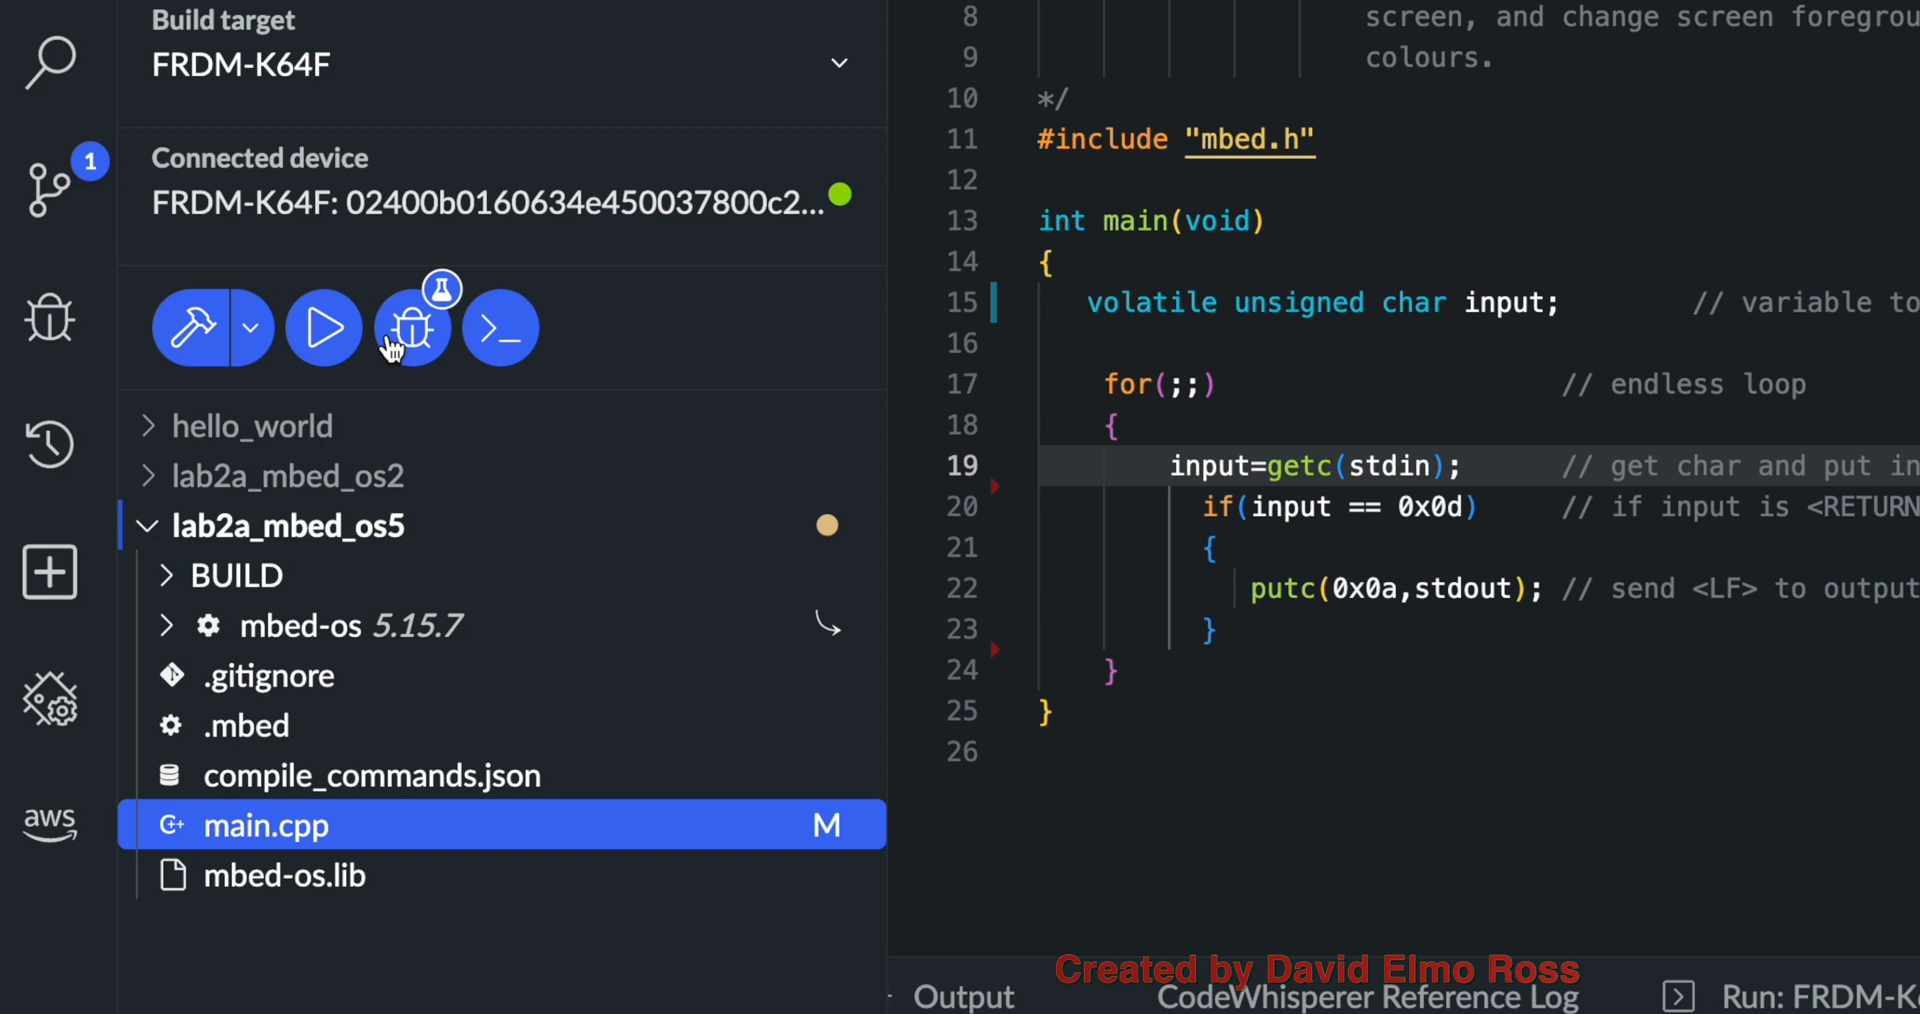 Build target
FRDM-K64F
Connected device
FRDM-K64F: 02400b0160634e450037800c2...
1
hello_world
lab2a_mbed_os2
lab2a_mbed_os5
BUILD
mbed-os 5.15.7
.gitignore
.mbed
compile_commands.json
main.cpp M
mbed-os.lib
aws
8 screen, and change screen foregrou
9 colours.
10 */
11 #include "mbed.h"
12
13 int main(void)
14 {
15 volatile unsigned char input; // variable to
16
17 for(;;) // endless loop
18 {
19 input=getc(stdin); // get char and put in
20 if(input == 0x0d) // if input is <RETURN
21 {
22 putc(0x0a,stdout); // send <LF> to output
23 }
24 }
25 }
26
Created by David Elmo Ross
Output CodeWhisperer Reference Log Run: FRDM-K